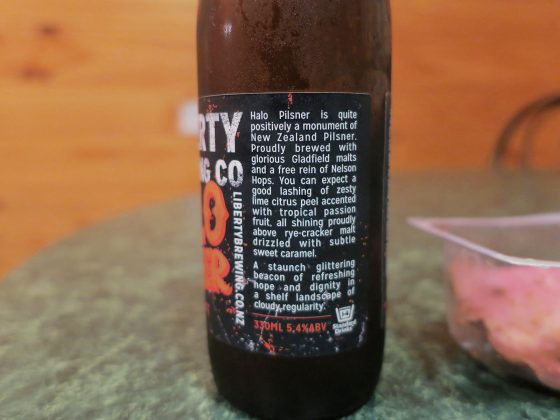 RTY
NG CO
O
ER
LIBERTYBREWING.CO.NZ
Halo Pilsner is quite
positively a monument of
New Zealand Pilsner.
Proudly brewed with
glorious Gladfield malts
and a free rein of Nelson
Hops. You can expect a
good lashing of zesty
lime citrus peel accented
with tropical passion
fruit, all shining proudly
above rye-cracker malt
drizzled with subtle
sweet caramel.
A staunch glittering
beacon of refreshing
hope and dignity in
a shelf landscape of
cloudy regularity.
330ML 5.4%ABV
Standard
Drinks